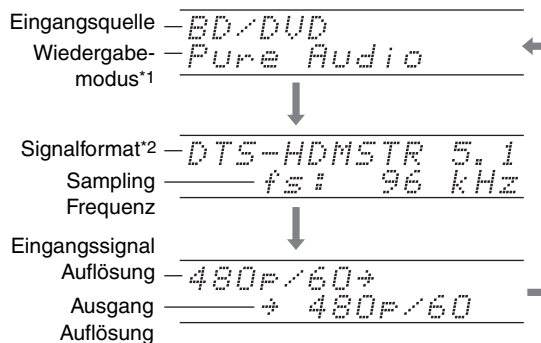 Eingangsquelle
BD/DVD
Wiedergabe-
modus*1
Pure Audio
Signalformat*2
DTS-HDMSTR 5.1
Sampling
Frequenz
fs: 96 kHz
Eingangssignal
Auflösung
480p/60→
Ausgang
Auflösung
→ 480p/60